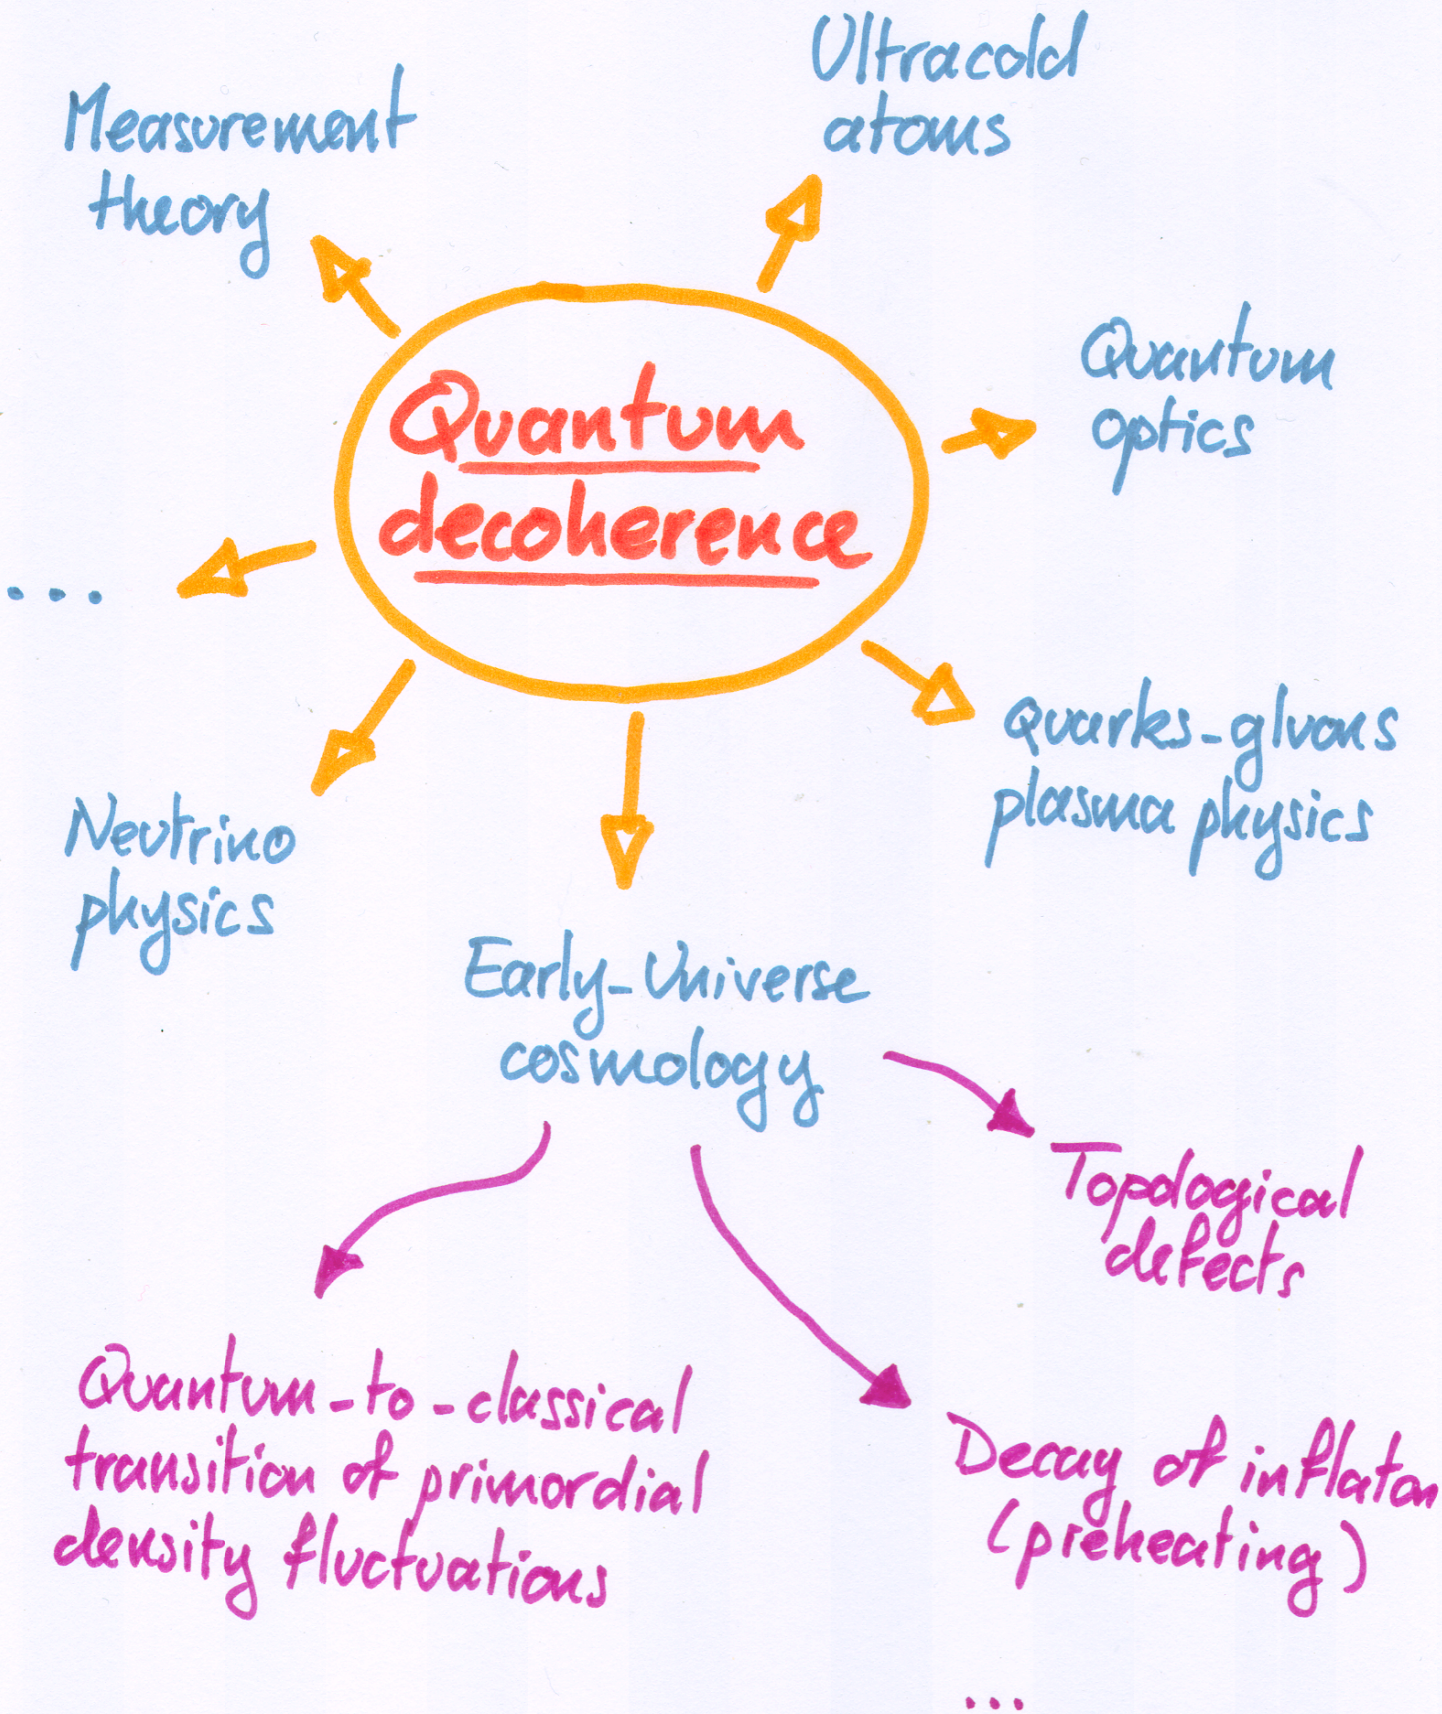 Ultracold
atoms
Measurement
theory
Quantum
optics
Quantum
decoherence
...
Quarks-gluons
plasma physics
Neutrino
physics
Early-Universe
cosmology
Topological
defects
Quantum-to-classical
transition of primordial
density fluctuations
Decay of inflaton
(preheating)
...